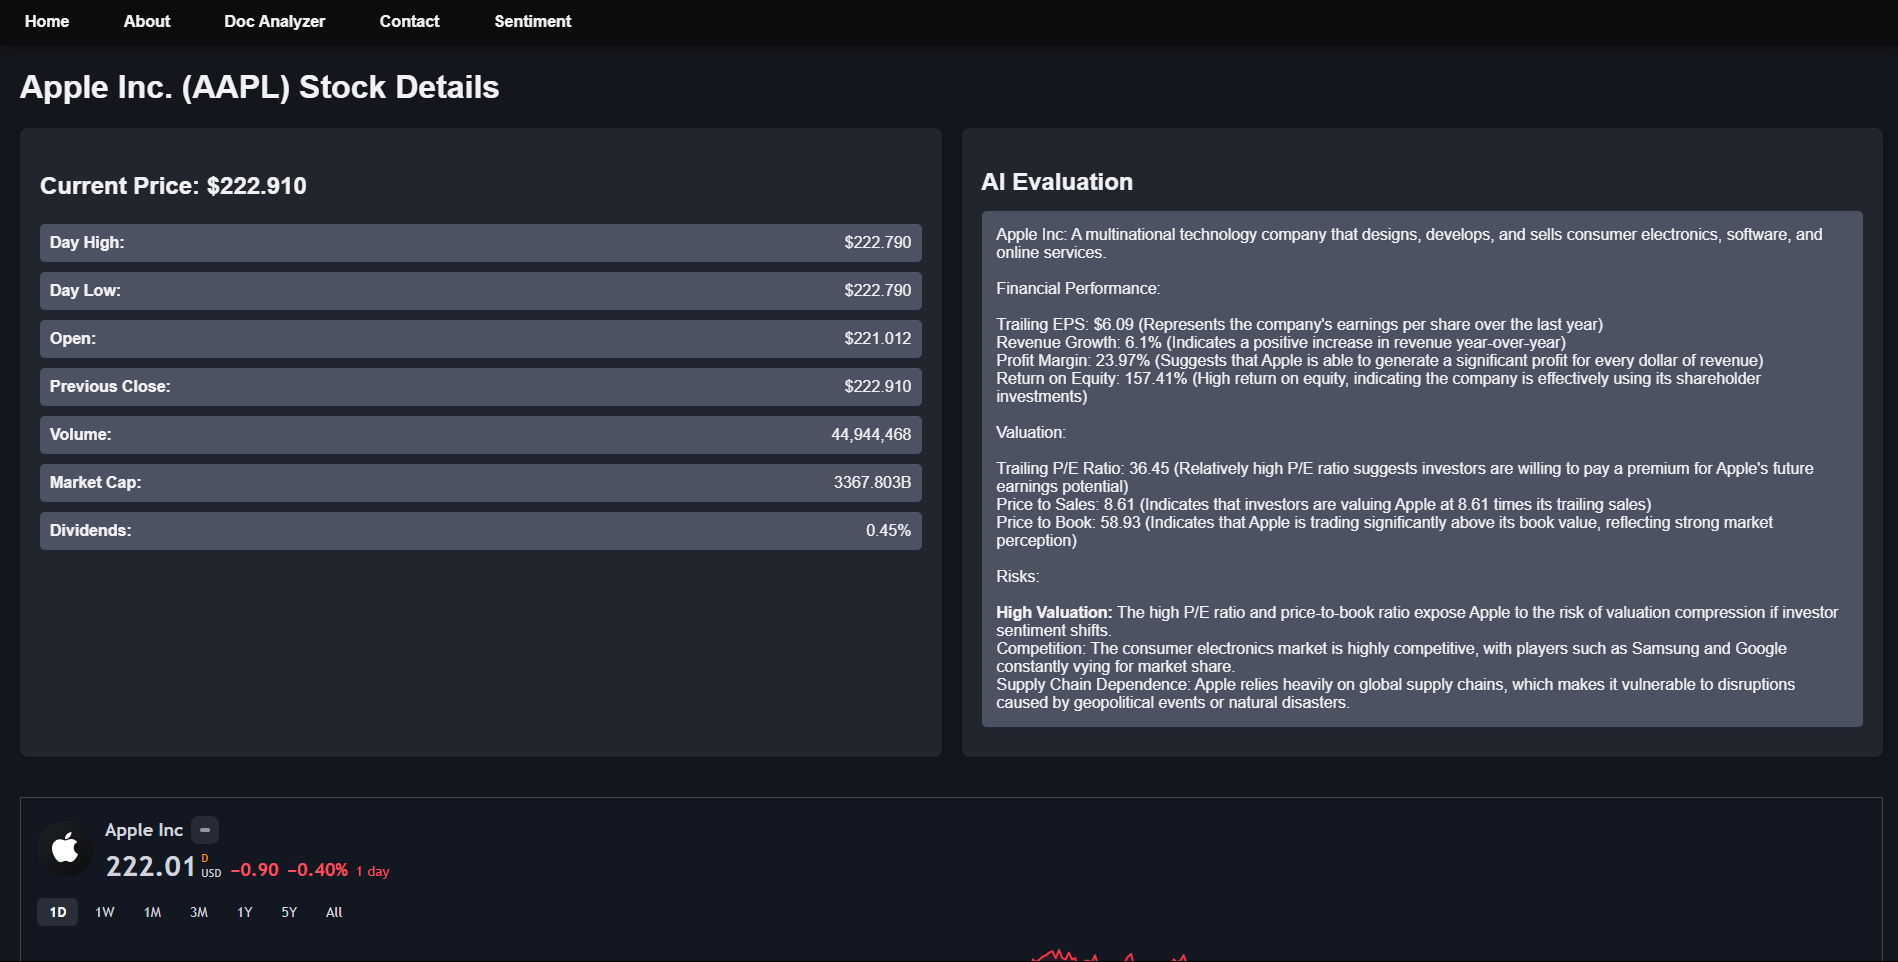 Home About Doc Analyzer Contact Sentiment
Apple Inc. (AAPL) Stock Details
Current Price: $222.910
Day High: $222.790
Day Low: $222.790
Open: $221.012
Previous Close: $222.910
Volume: 44,944,468
Market Cap: 3367.803B
Dividends: 0.45%
AI Evaluation
Apple Inc: A multinational technology company that designs, develops, and sells consumer electronics, software, and
online services.
Financial Performance:
Trailing EPS: $6.09 (Represents the company's earnings per share over the last year)
Revenue Growth: 6.1% (Indicates a positive increase in revenue year-over-year)
Profit Margin: 23.97% (Suggests that Apple is able to generate a significant profit for every dollar of revenue)
Return on Equity: 157.41% (High return on equity, indicating the company is effectively using its shareholder
investments)
Valuation:
Trailing P/E Ratio: 36.45 (Relatively high P/E ratio suggests investors are willing to pay a premium for Apple's future
earnings potential)
Price to Sales: 8.61 (Indicates that investors are valuing Apple at 8.61 times its trailing sales)
Price to Book: 58.93 (Indicates that Apple is trading significantly above its book value, reflecting strong market
perception)
Risks:
High Valuation: The high P/E ratio and price-to-book ratio expose Apple to the risk of valuation compression if investor
sentiment shifts.
Competition: The consumer electronics market is highly competitive, with players such as Samsung and Google
constantly vying for market share.
Supply Chain Dependence: Apple relies heavily on global supply chains, which makes it vulnerable to disruptions
caused by geopolitical events or natural disasters.
Apple Inc
222.01 D USD −0.90 −0.40% 1 day
1D 1W 1M 3M 1Y 5Y All